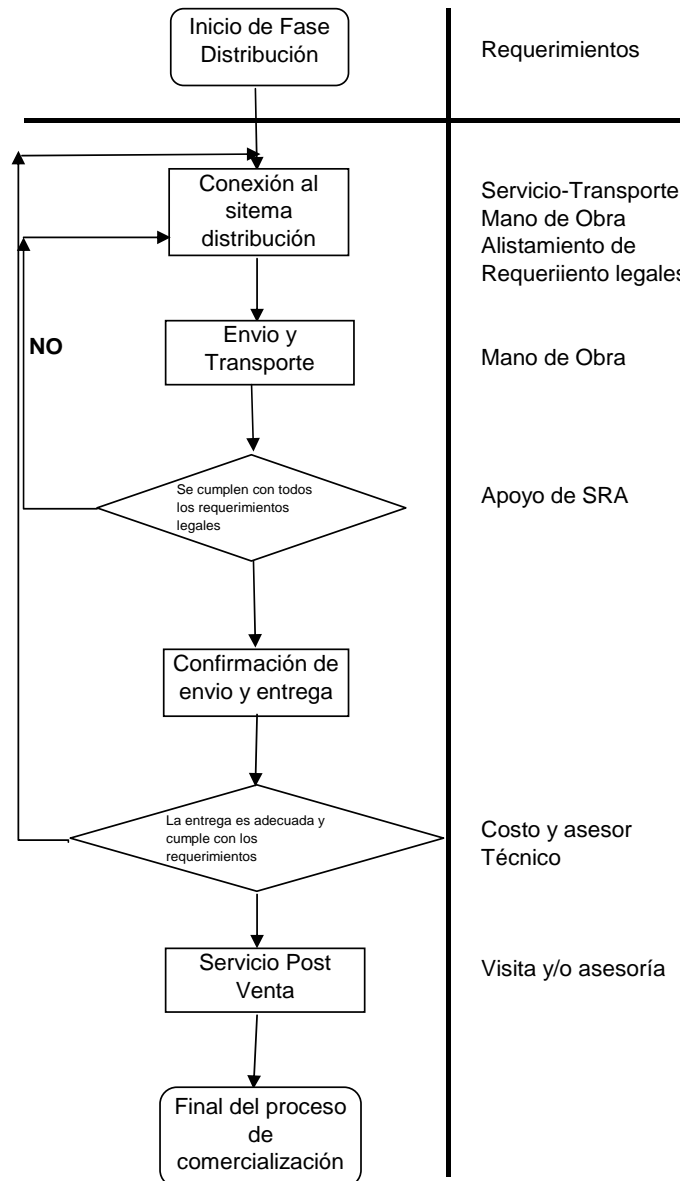 Inicio de Fase
Distribución
Requerimientos
Conexión al
sitema
distribución
Servicio-Transporte
Mano de Obra
Alistamiento de
Requeriiento legales
NO
Envio y
Transporte
Mano de Obra
Se cumplen con todos
los requerimientos
legales
Apoyo de SRA
Confirmación de
envio y entrega
La entrega es adecuada y
cumple con los
requerimientos
Costo y asesor
Técnico
Servicio Post
Venta
Visita y/o asesoría
Final del proceso
de
comercialización